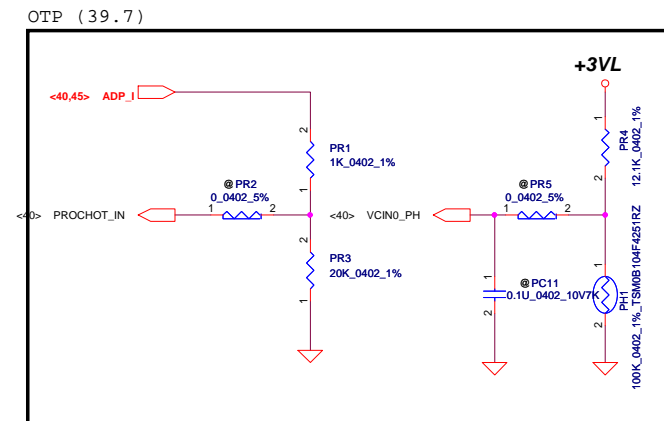 OTP (39.7)
+3VL
<40,45> ADP_I
2
PR1
1K_0402_1%
1
1
PR4
12.1K_0402_1%
2
@PR2
0_0402_5%
<40> PROCHOT_IN
1
2
<40> VCIN0_PH
@PR5
0_0402_5%
1
2
2
PR3
20K_0402_1%
1
1
@PC11
0.1U_0402_10V7K
2
1
PH1
100K_0402_1%_TSM0B104F4251RZ
2